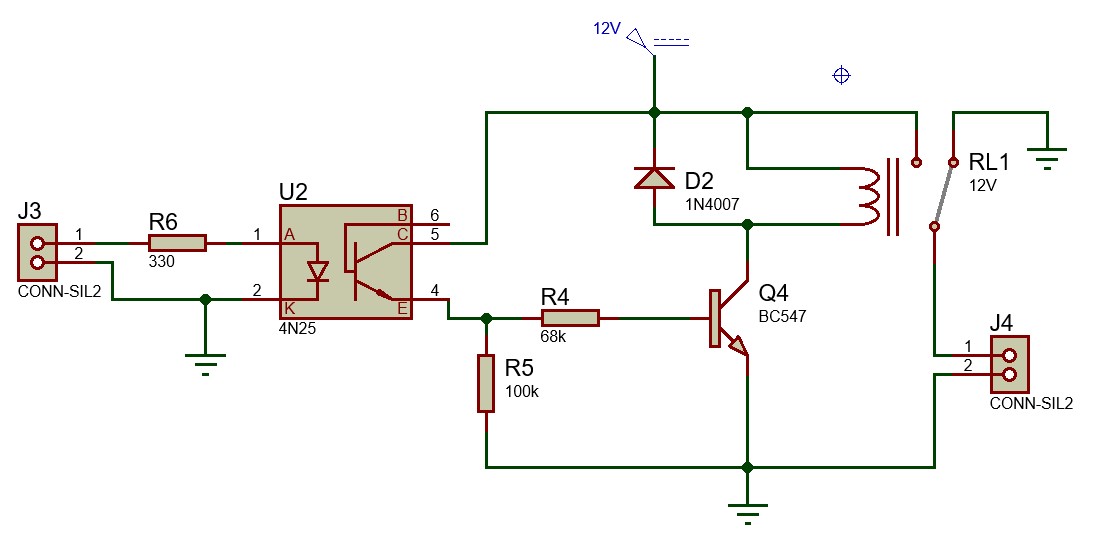 12V
J3
1
2
CONN-SIL2
R6
330
U2
1
A
2
K
B
6
C
5
4
E
4N25
D2
1N4007
RL1
12V
R4
68k
R5
100k
Q4
BC547
J4
1
2
CONN-SIL2